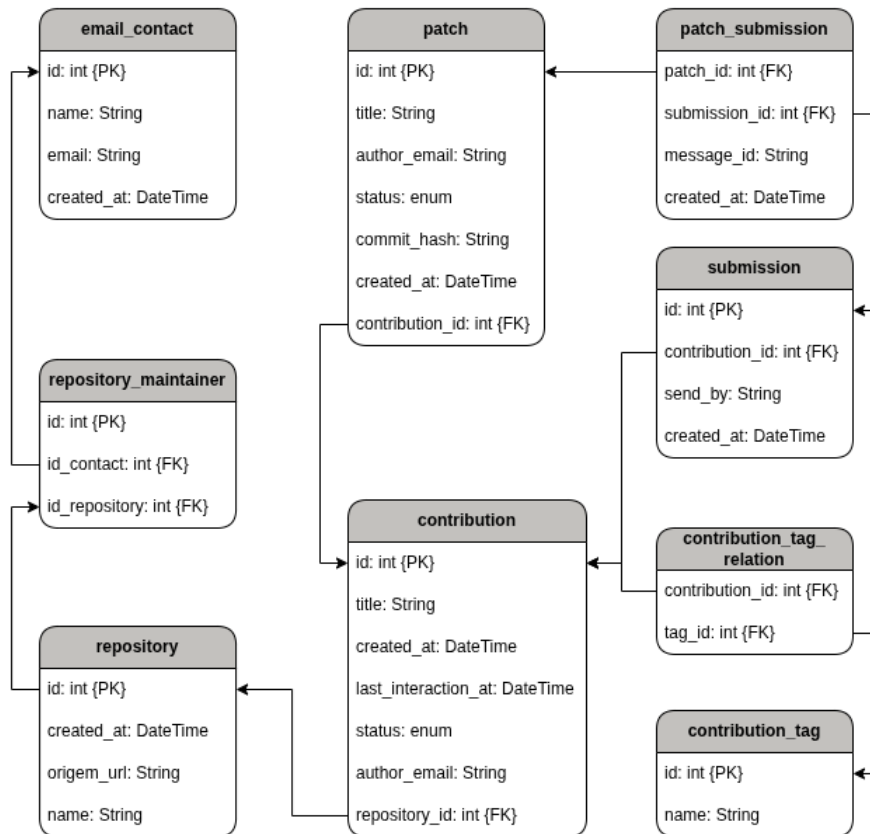 email_contact
id: int {PK}
name: String
email: String
created_at: DateTime
patch
id: int {PK}
title: String
author_email: String
status: enum
commit_hash: String
created_at: DateTime
contribution_id: int {FK}
patch_submission
patch_id: int {FK}
submission_id: int {FK}
message_id: String
created_at: DateTime
submission
id: int {PK}
contribution_id: int {FK}
send_by: String
created_at: DateTime
repository_maintainer
id: int {PK}
id_contact: int {FK}
id_repository: int {FK}
contribution
id: int {PK}
title: String
created_at: DateTime
last_interaction_at: DateTime
status: enum
author_email: String
repository_id: int {FK}
contribution_tag_
relation
contribution_id: int {FK}
tag_id: int {FK}
repository
id: int {PK}
created_at: DateTime
origem_url: String
name: String
contribution_tag
id: int {PK}
name: String